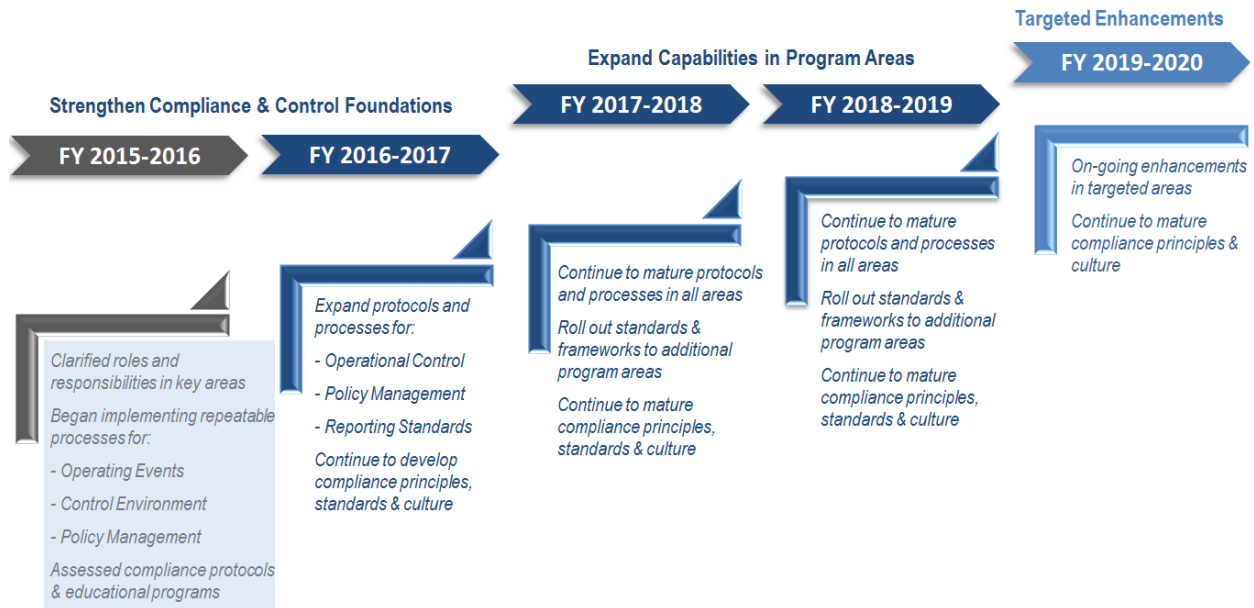 Targeted Enhancements
FY 2019-2020
Expand Capabilities in Program Areas
FY 2017-2018
FY 2018-2019
Strengthen Compliance & Control Foundations
FY 2015-2016
FY 2016-2017
Clarified roles and
responsibilities in key areas
Began implementing repeatable
processes for:
- Operating Events
- Control Environment
- Policy Management
Assessed compliance protocols
& educational programs
Expand protocols and
processes for:
- Operational Control
- Policy Management
- Reporting Standards
Continue to develop
compliance principles,
standards & culture
Continue to mature protocols
and processes in all areas
Roll out standards &
frameworks to additional
program areas
Continue to mature
compliance principles,
standards & culture
Continue to mature
protocols and processes
in all areas
Roll out standards &
frameworks to additional
program areas
Continue to mature
compliance principles,
standards & culture
On-going enhancements
in targeted areas
Continue to mature
compliance principles &
culture